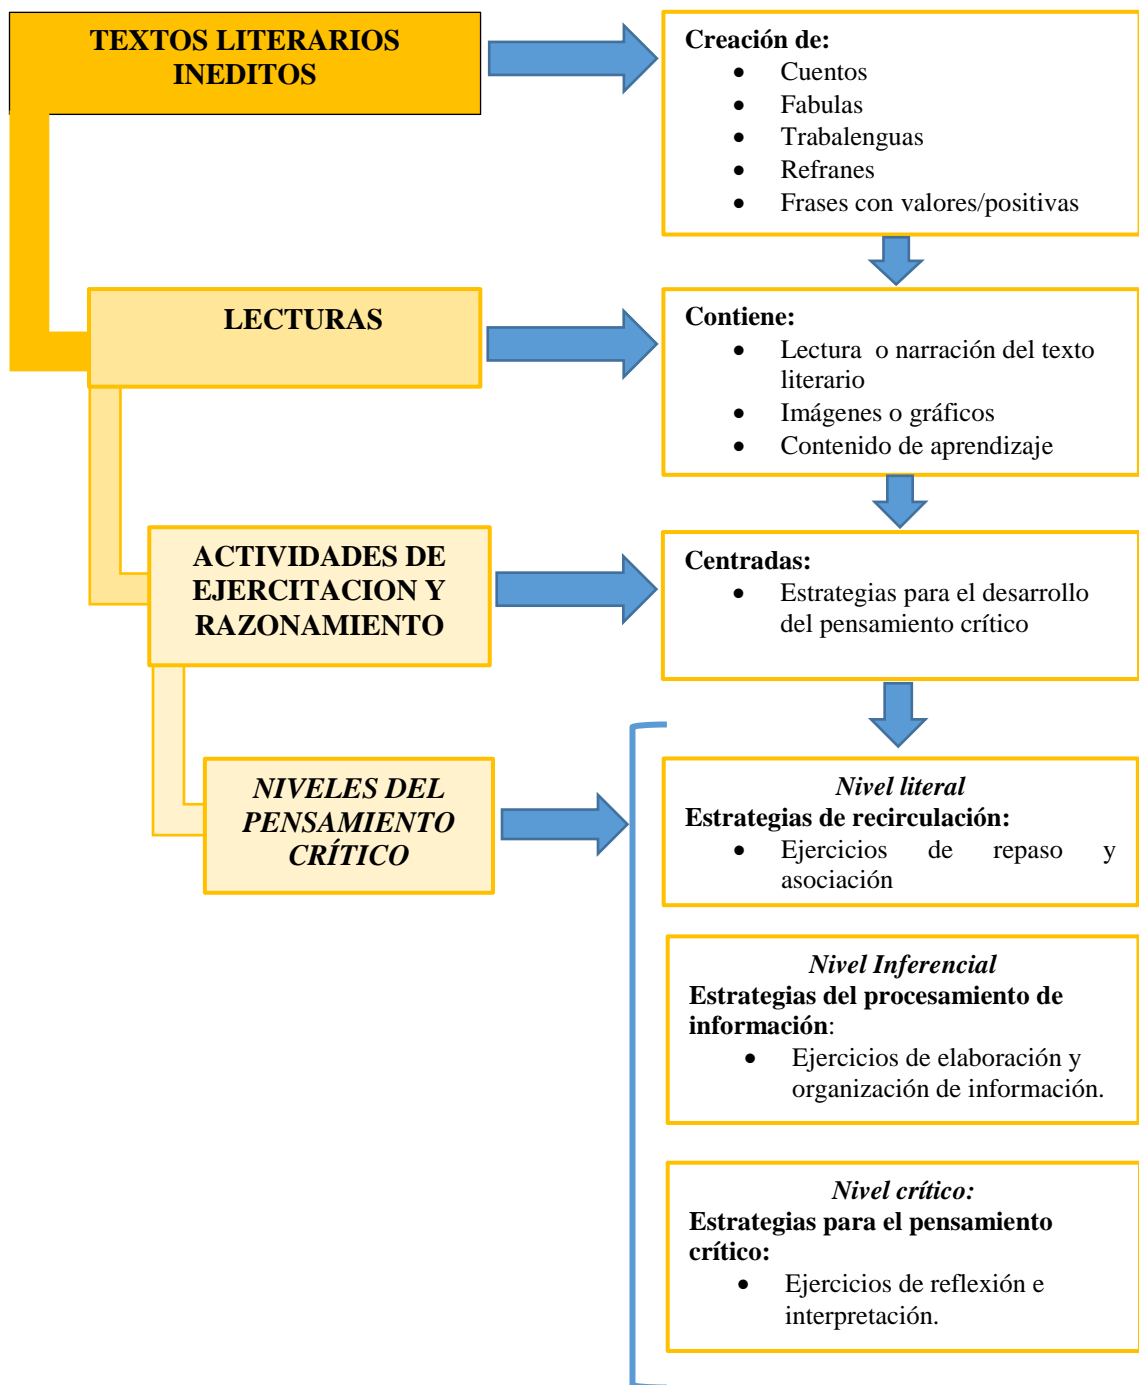 TEXTOS LITERARIOS
INEDITOS
Creación de:
• Cuentos
• Fabulas
• Trabalenguas
• Refranes
• Frases con valores/positivas
LECTURAS
Contiene:
• Lectura o narración del texto
literario
• Imágenes o gráficos
• Contenido de aprendizaje
ACTIVIDADES DE
EJERCITACION Y
RAZONAMIENTO
Centradas:
• Estrategias para el desarrollo
del pensamiento crítico
NIVELES DEL
PENSAMIENTO
CRÍTICO
Nivel literal
Estrategias de recirculación:
• Ejercicios de repaso y
asociación
Nivel Inferencial
Estrategias del procesamiento de
información:
• Ejercicios de elaboración y
organización de información.
Nivel crítico:
Estrategias para el pensamiento
crítico:
• Ejercicios de reflexión e
interpretación.